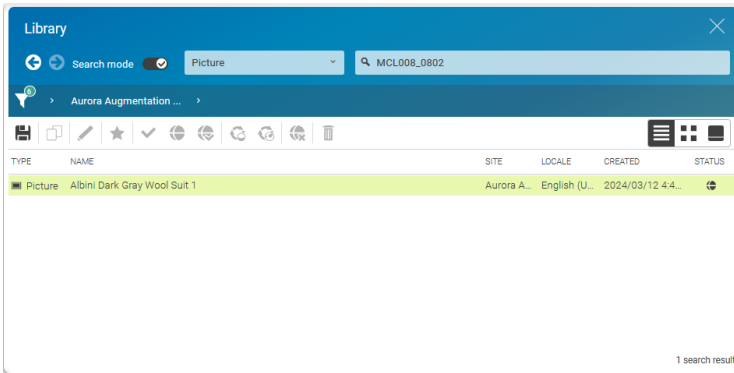 Library
Search mode Picture MCL008_0802
6
Aurora Augmentation ...
TYPE NAME SITE LOCALE CREATED STATUS
Picture Albini Dark Gray Wool Suit 1 Aurora A... English (U... 2024/03/12 4:4...
1 search result